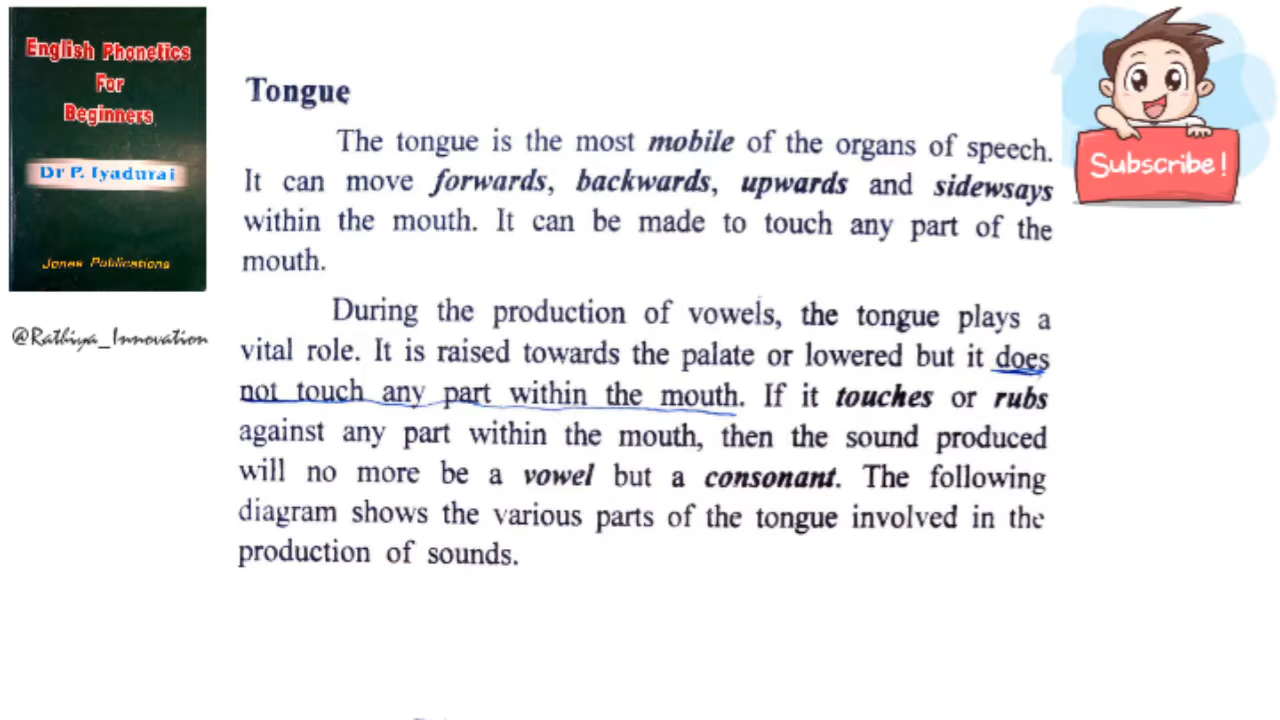 English Phonetics
For
Beginners
Dr P. Iyadurai
Jones Publications
@Rathiya_Innovation
Subscribe!
Tongue
The tongue is the most mobile of the organs of speech.
It can move forwards, backwards, upwards and sidewsays
within the mouth. It can be made to touch any part of the
mouth.
During the production of vowels, the tongue plays a
vital role. It is raised towards the palate or lowered but it does
not touch any part within the mouth. If it touches or rubs
against any part within the mouth, then the sound produced
will no more be a vowel but a consonant. The following
diagram shows the various parts of the tongue involved in the
production of sounds.